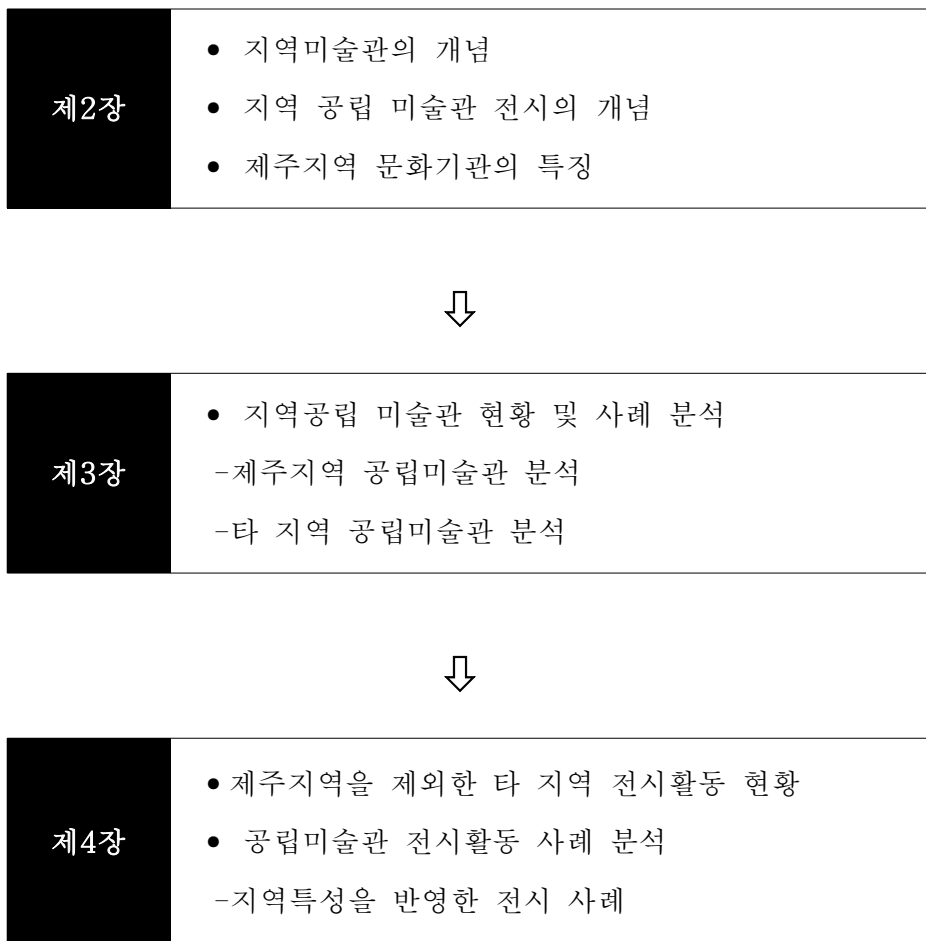 제2장
• 지역미술관의 개념
• 지역 공립 미술관 전시의 개념
• 제주지역 문화기관의 특징
⇩
제3장
• 지역공립 미술관 현황 및 사례 분석
-제주지역 공립미술관 분석
-타 지역 공립미술관 분석
⇩
제4장
• 제주지역을 제외한 타 지역 전시활동 현황
• 공립미술관 전시활동 사례 분석
-지역특성을 반영한 전시 사례